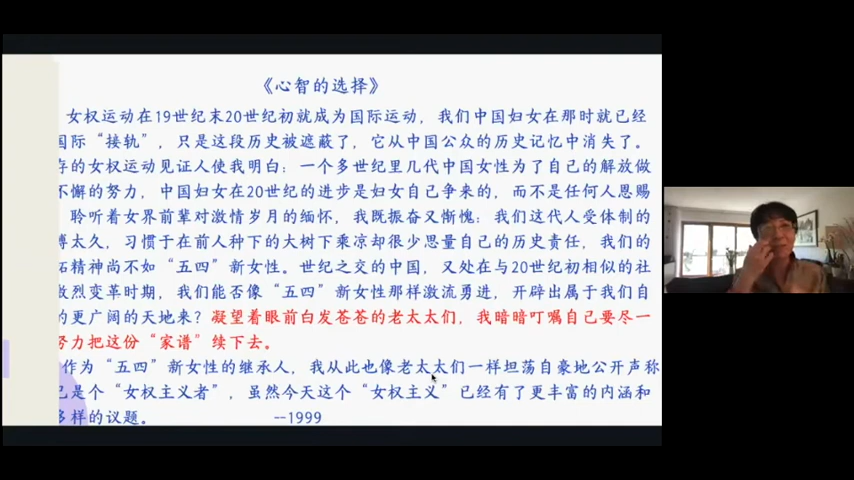 《心智的选择》
女权运动在19世纪末20世纪初就成为国际运动，我们中国妇女在那时就已经
国际“接轨”，只是这段历史被遮蔽了，它从中国公众的历史记忆中消失了。
存的女权运动见证人使我明白：一个多世纪里几代中国女性为了自己的解放做
不懈的努力，中国妇女在20世纪的进步是妇女自己争来的，而不是任何人恩赐
聆听着女界前辈对激情岁月的缅怀，我既振奋又惭愧：我们这代人受体制的
缚太久，习惯于在前人种下的大树下乘凉却很少思量自己的历史责任，我们的
拓精神尚不如“五四”新女性。世纪之交的中国，又处在与20世纪初相似的社
激烈变革时期，我们能否像“五四”新女性那样激流勇进，开辟出属于我们自
的更广阔的天地来？凝望着眼前白发苍苍的老太太们，我暗暗叮嘱自己要尽一
努力把这份“家谱”续下去。
作为“五四”新女性的继承人，我从此也像老太太们一样坦荡自豪地公开声称
己是个“女权主义者”，虽然今天这个“女权主义”已经有了更丰富的内涵和
多样的议题。 --1999